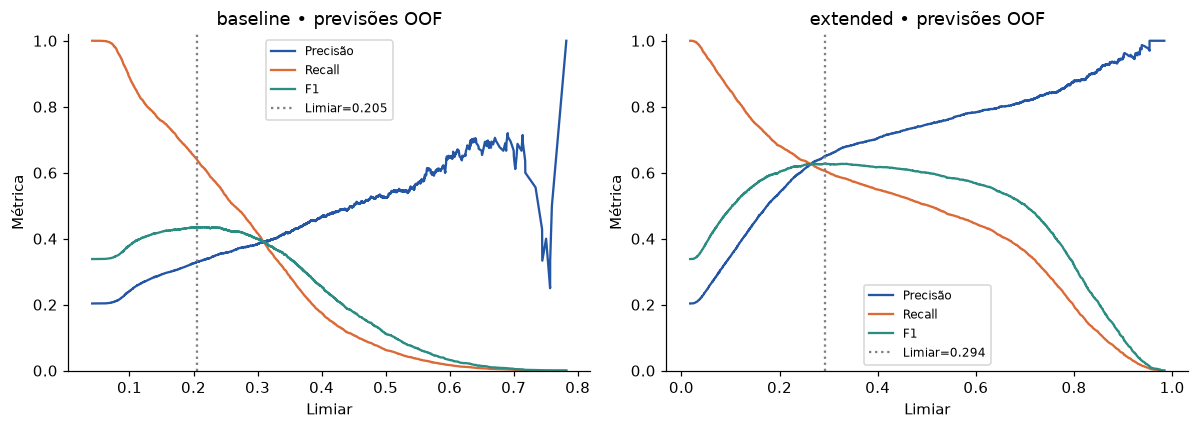 baseline • previsões OOF
1.0
0.8
0.6
0.4
0.2
0.0
Métrica
0.1
0.2
0.3
0.4
0.5
0.6
0.7
0.8
Limiar
Precisão
Recall
F1
Limiar=0.205
extended • previsões OOF
1.0
0.8
0.6
0.4
0.2
0.0
Métrica
0.0
0.2
0.4
0.6
0.8
1.0
Limiar
Precisão
Recall
F1
Limiar=0.294